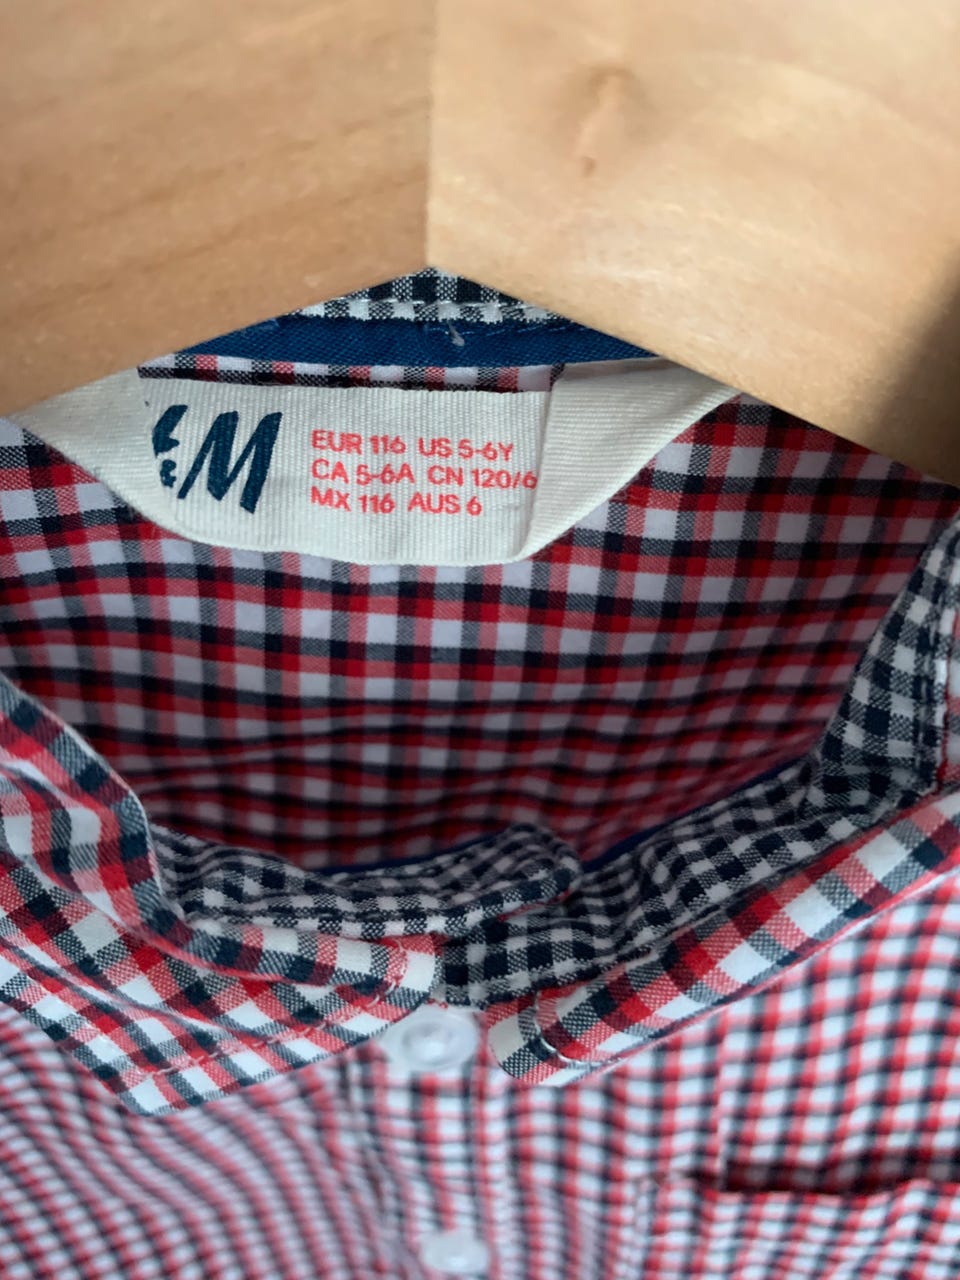 &M
EUR 116 US 5-6Y
CA 5-6A CN 120/6
MX 116 AUS 6